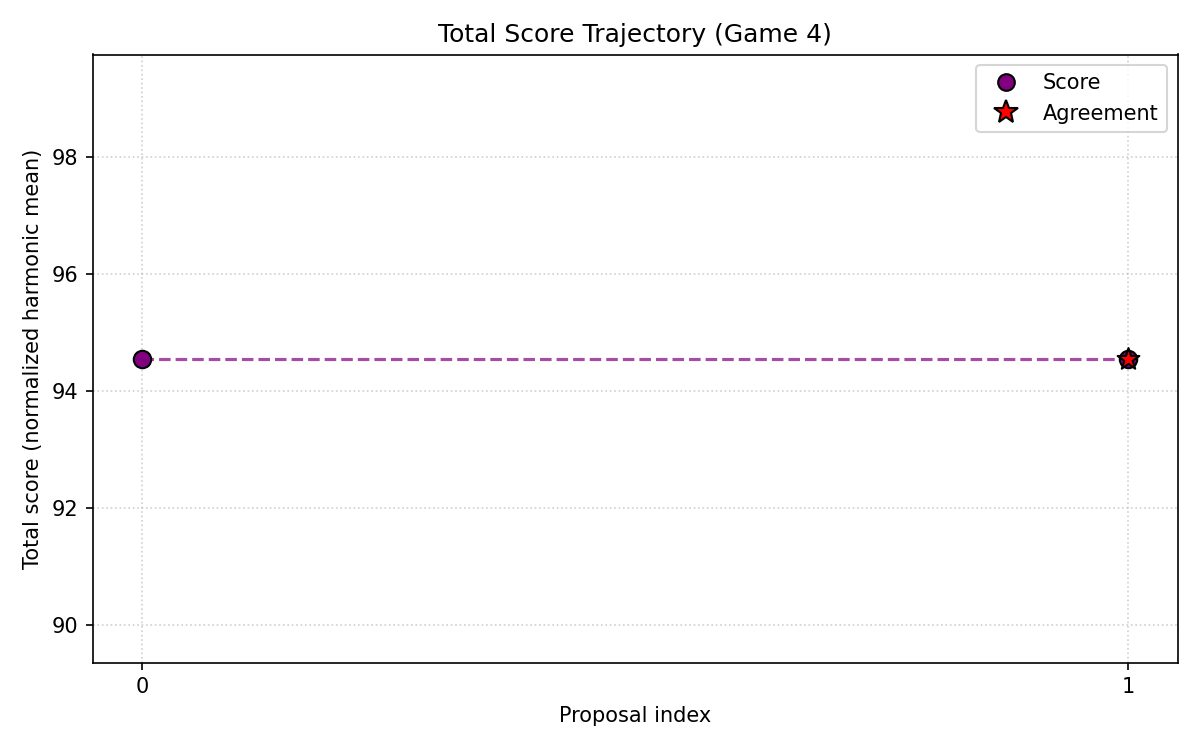 Total Score Trajectory (Game 4)
Score
Agreement
Total score (normalized harmonic mean)
98
96
94
92
90
0
1
Proposal index